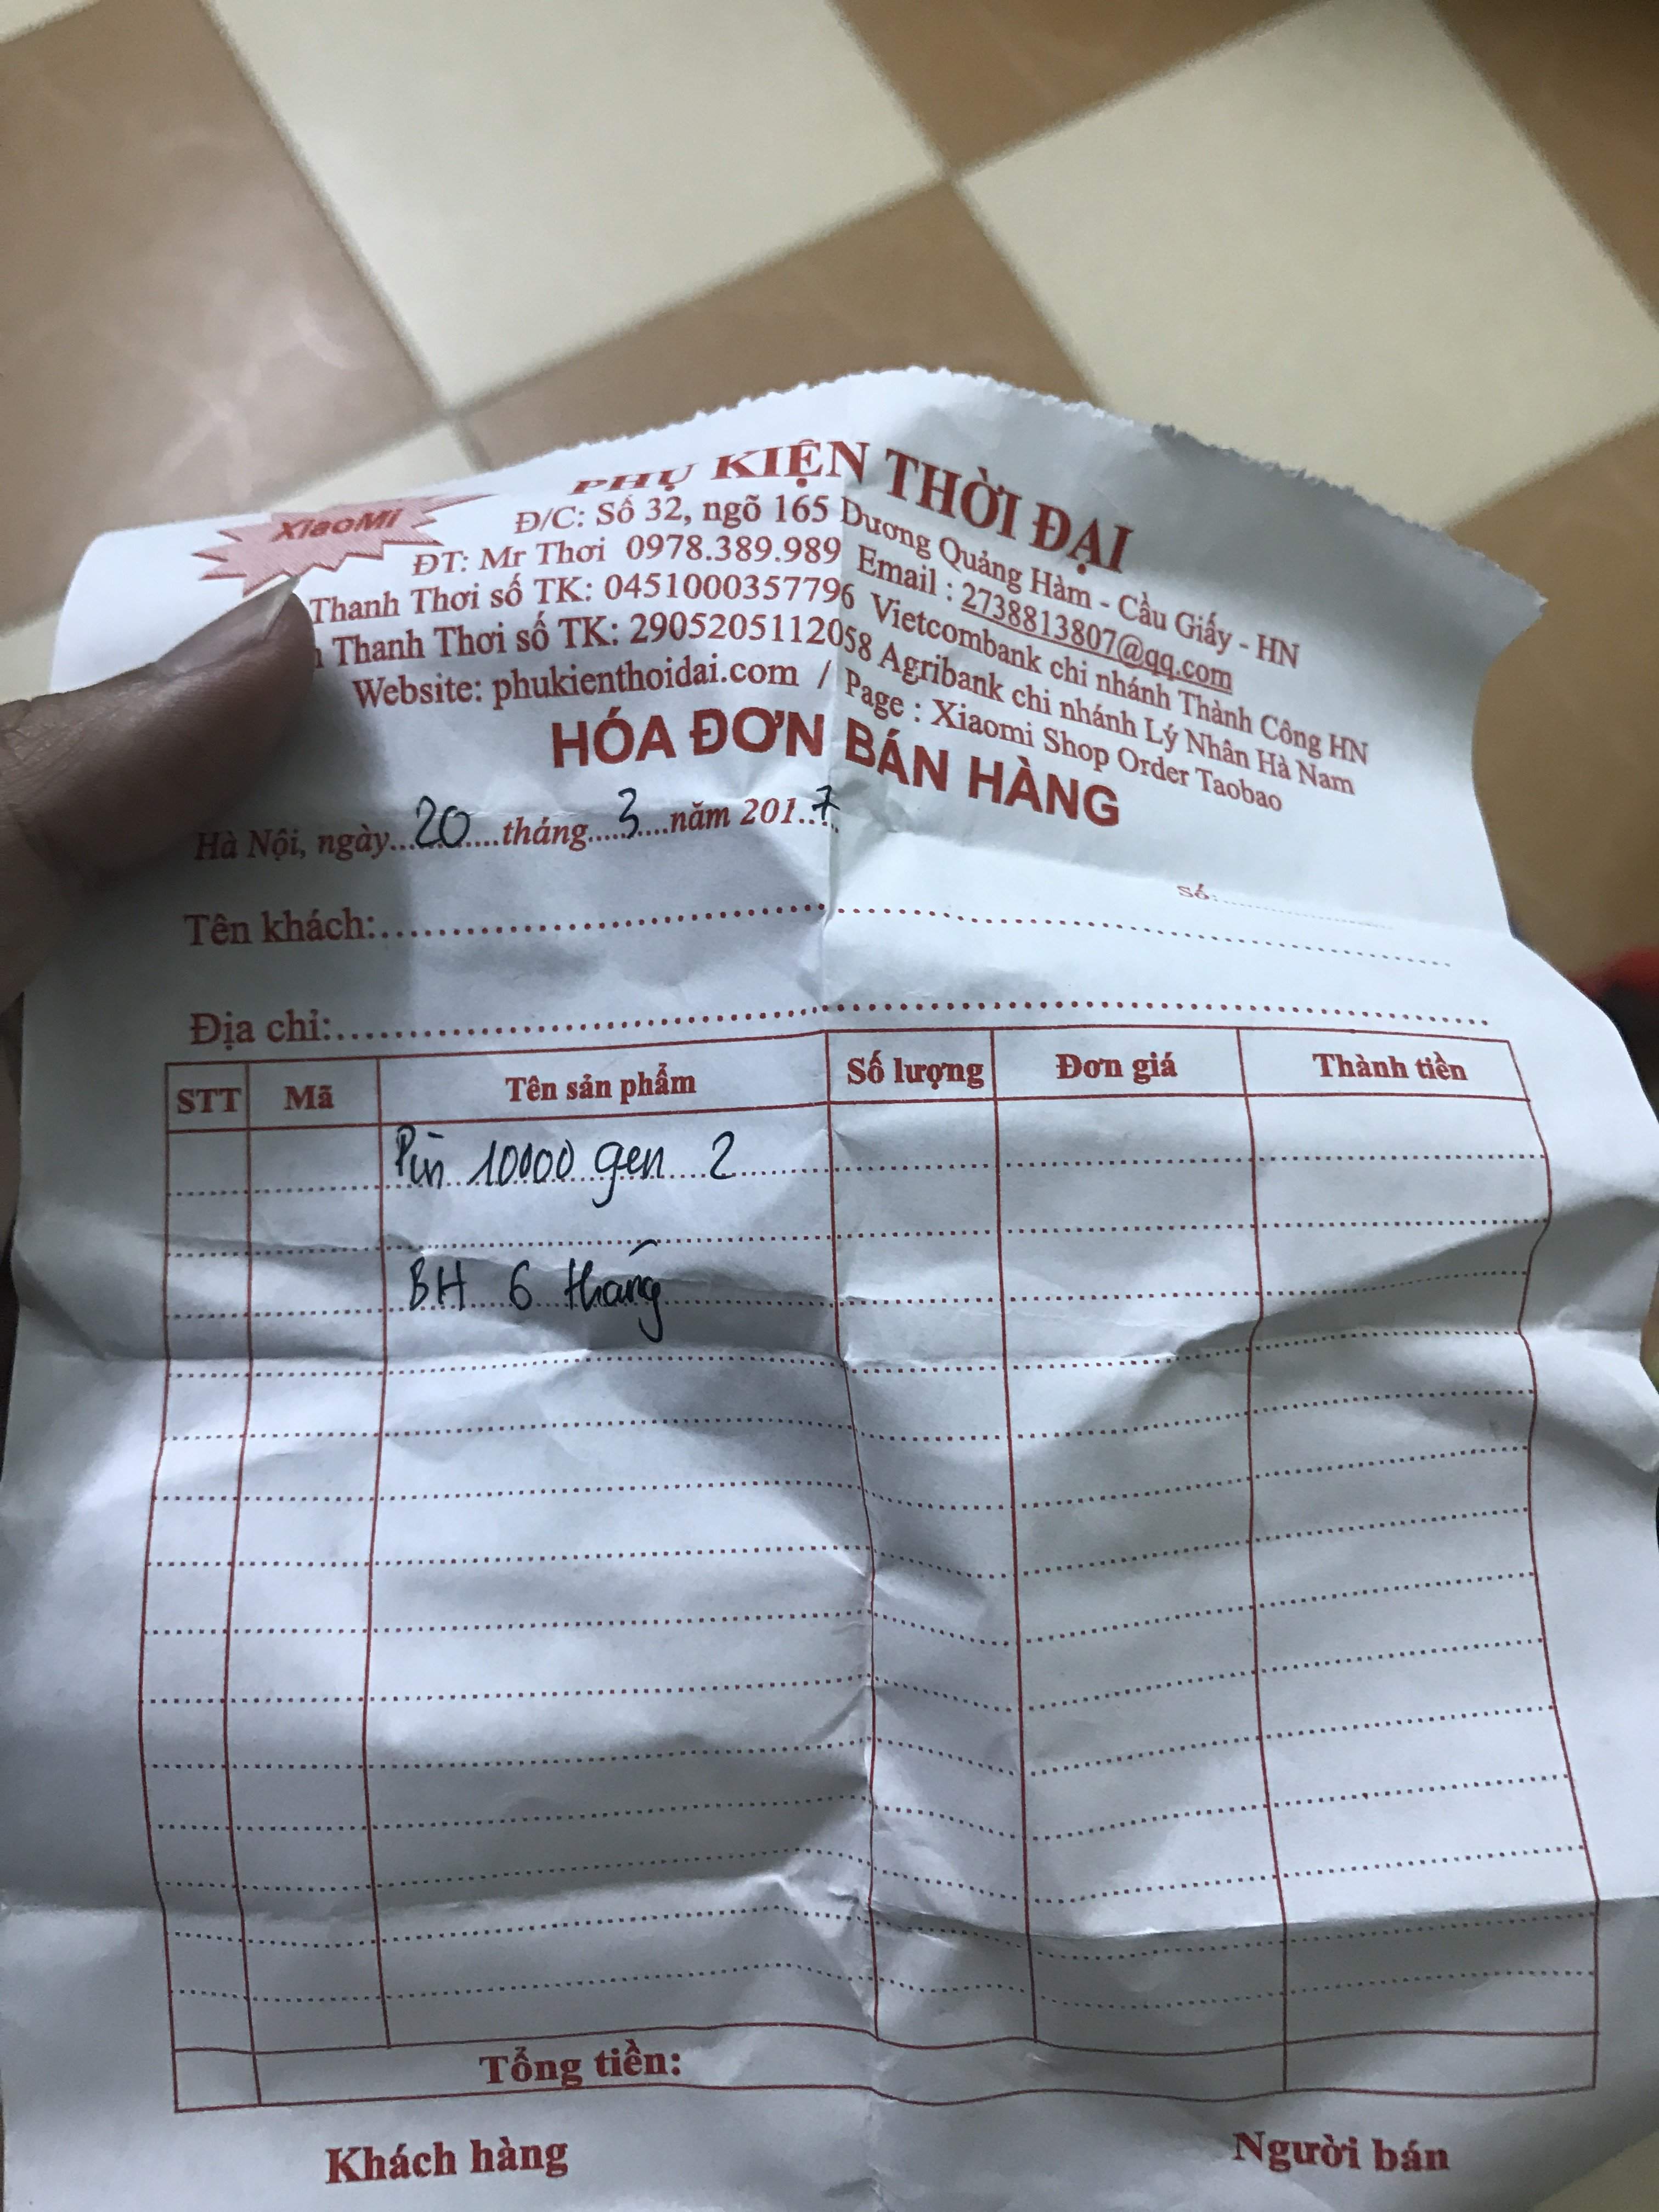 XiaoMi
PHỤ KIỆN THỜI ĐẠI
Đ/C: Số 32, ngõ 165 Dương Quảng Hàm - Cầu Giấy - HN
ĐT: Mr Thơi 0978.389.989 Email : 2738813807@qq.com
Thanh Thơi số TK: 0451000357796 Vietcombank chi nhánh Thành Công HN
Thanh Thơi số TK: 2905205112058 Agribank chi nhánh Lý Nhân Hà Nam
Website: phukienthoidai.com / Page : Xiaomi Shop Order Taobao
HÓA ĐƠN BÁN HÀNG
Hà Nội, ngày...20...tháng...3...năm 201..7.
Số:
Tên khách:
Địa chỉ:
STT Mã Tên sản phẩm Số lượng Đơn giá Thành tiền
Pin 10000 gen 2
BH 6 tháng
Tổng tiền:
Khách hàng Người bán